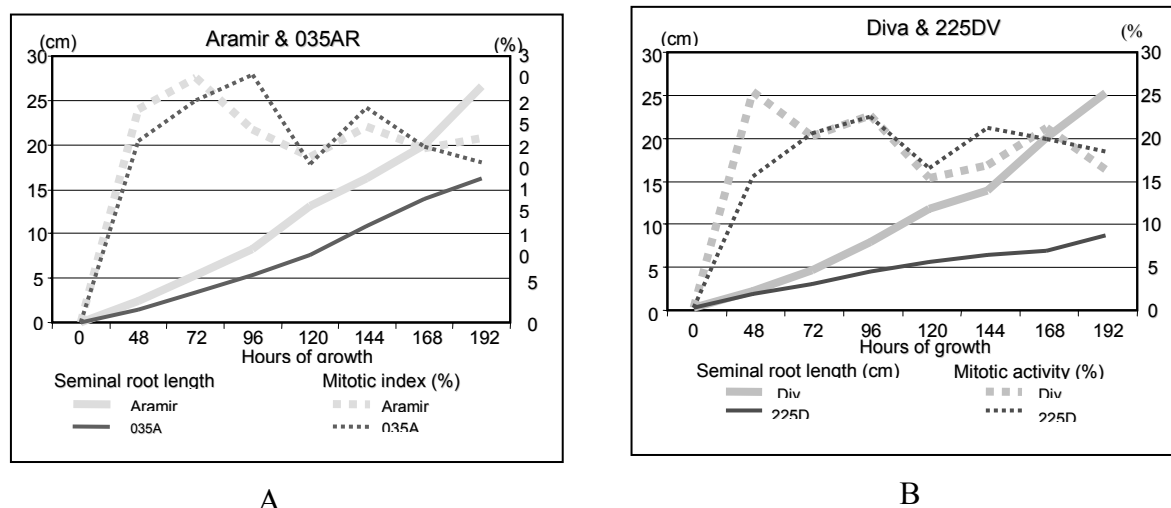 Aramir & 035AR
(cm)
(%)
30
25
20
15
10
5
0
3
0
2
5
2
0
1
5
1
0
5
0
0 48 72 96 120 144 168 192
Hours of growth
Seminal root length Mitotic index (%)
Aramir Aramir
035A 035A
A
Diva & 225DV
(cm)
(%
30
25
20
15
10
5
0
30
25
20
15
10
5
0
0 48 72 96 120 144 168 192
Hours of growth
Seminal root length (cm) Mitotic activity (%)
Div Div
225D 225D
B